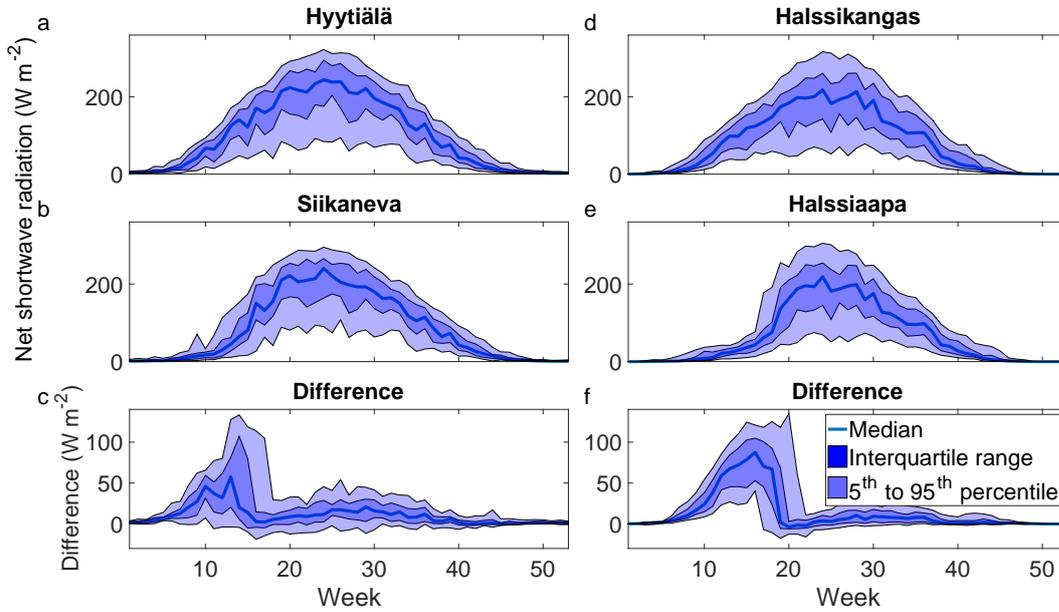 a
Hyytiälä
d
Halssikangas
Net shortwave radiation (W m-2)
200
0
200
0
b
Siikaneva
e
Halssiaapa
200
0
200
0
c
Difference
f
Difference
Difference (W m-2)
100
50
0
100
50
0
Median
Interquartile range
5th to 95th percentile
10 20 30 40 50
10 20 30 40 50
Week
Week